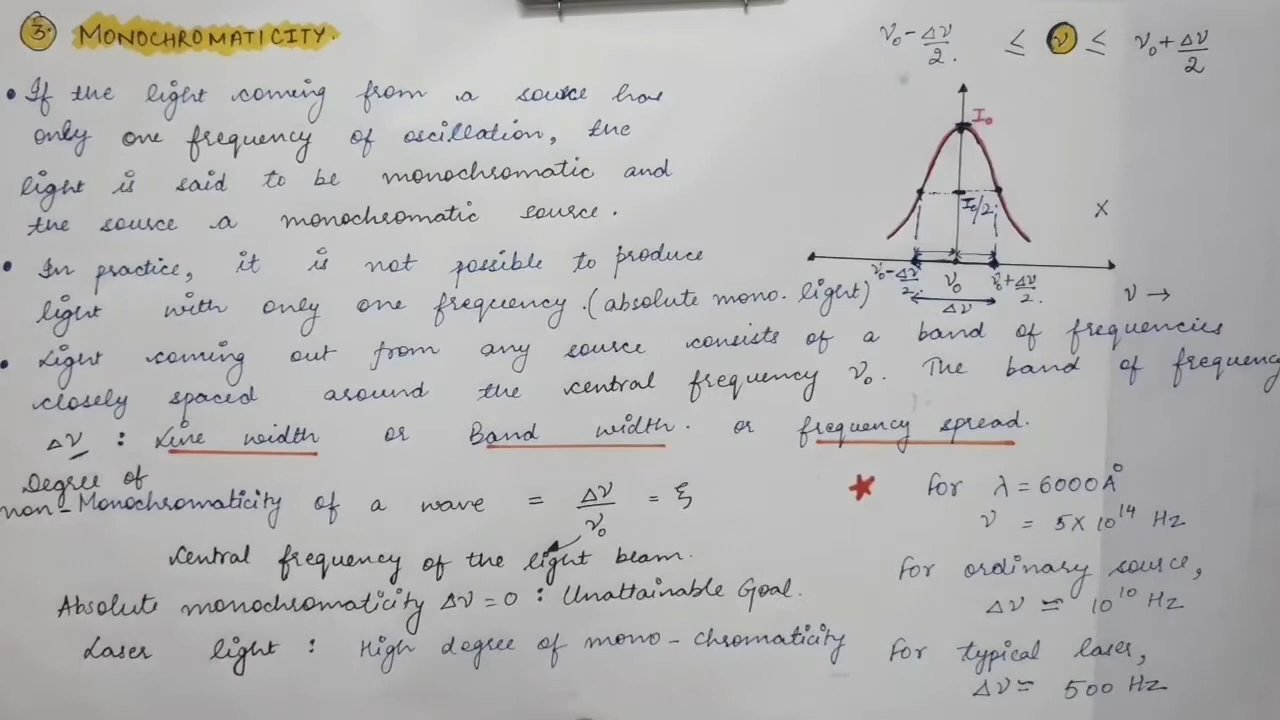 3. MONOCHROMATICITY.
ν₀ - Δν/2. ≤ ν ≤ ν₀ + Δν/2
• If the light coming from a source has
only one frequency of oscillation, the
light is said to be monochromatic and
the source a monochromatic source.
I₀
I₀/2
X
ν₀ - Δν/2. ν₀ ν₀ + Δν/2.
Δν
ν →
• In practice, it is not possible to produce
light with only one frequency. (absolute mono. light)
• Light coming out from any source consists of a band of frequencies
closely spaced around the central frequency ν₀. The band of frequency
Δν : Line width or Band width. or frequency spread.
Degree of
non-Monochromaticity of a wave = Δν/ν₀ = ξ
Central frequency of the light beam.
Absolute monochromaticity Δν = 0 : Unattainable Goal.
Laser light : High degree of mono-chromaticity
★ For λ = 6000Å
ν = 5 X 10¹⁴ Hz
For ordinary source,
Δν ≃ 10¹⁰ Hz
For typical laser,
Δν ≃ 500 Hz